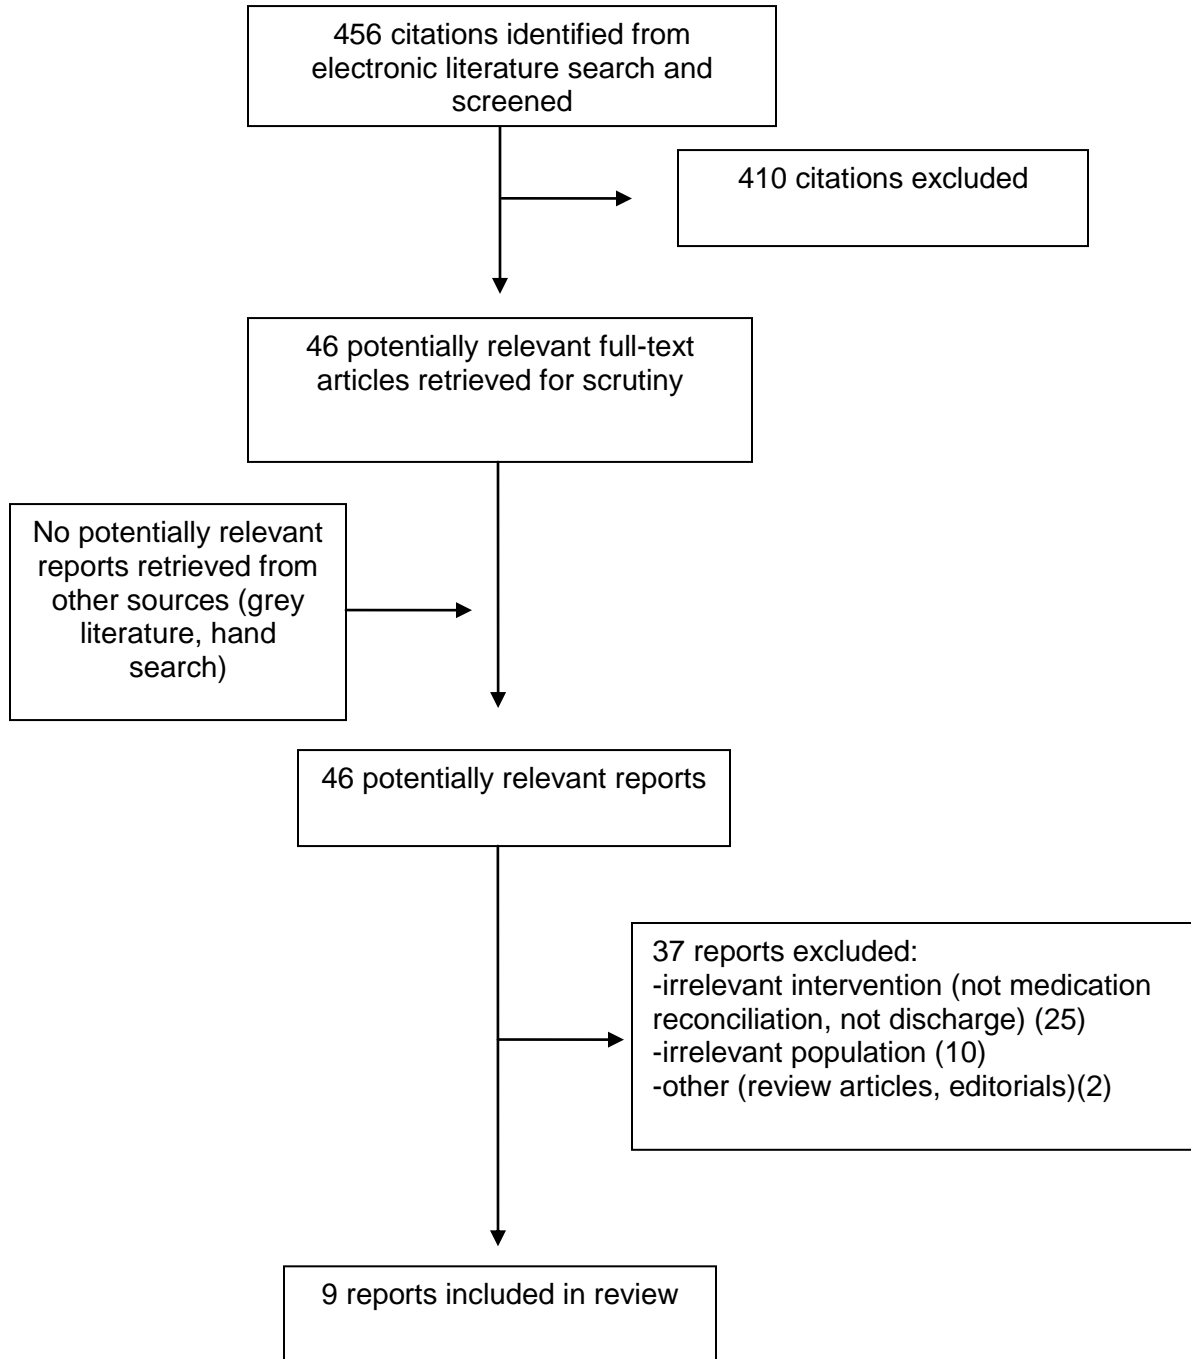 456 citations identified from
electronic literature search and
screened
410 citations excluded
46 potentially relevant full-text
articles retrieved for scrutiny
No potentially relevant
reports retrieved from
other sources (grey
literature, hand
search)
46 potentially relevant reports
37 reports excluded:
-irrelevant intervention (not medication
reconciliation, not discharge) (25)
-irrelevant population (10)
-other (review articles, editorials)(2)
9 reports included in review